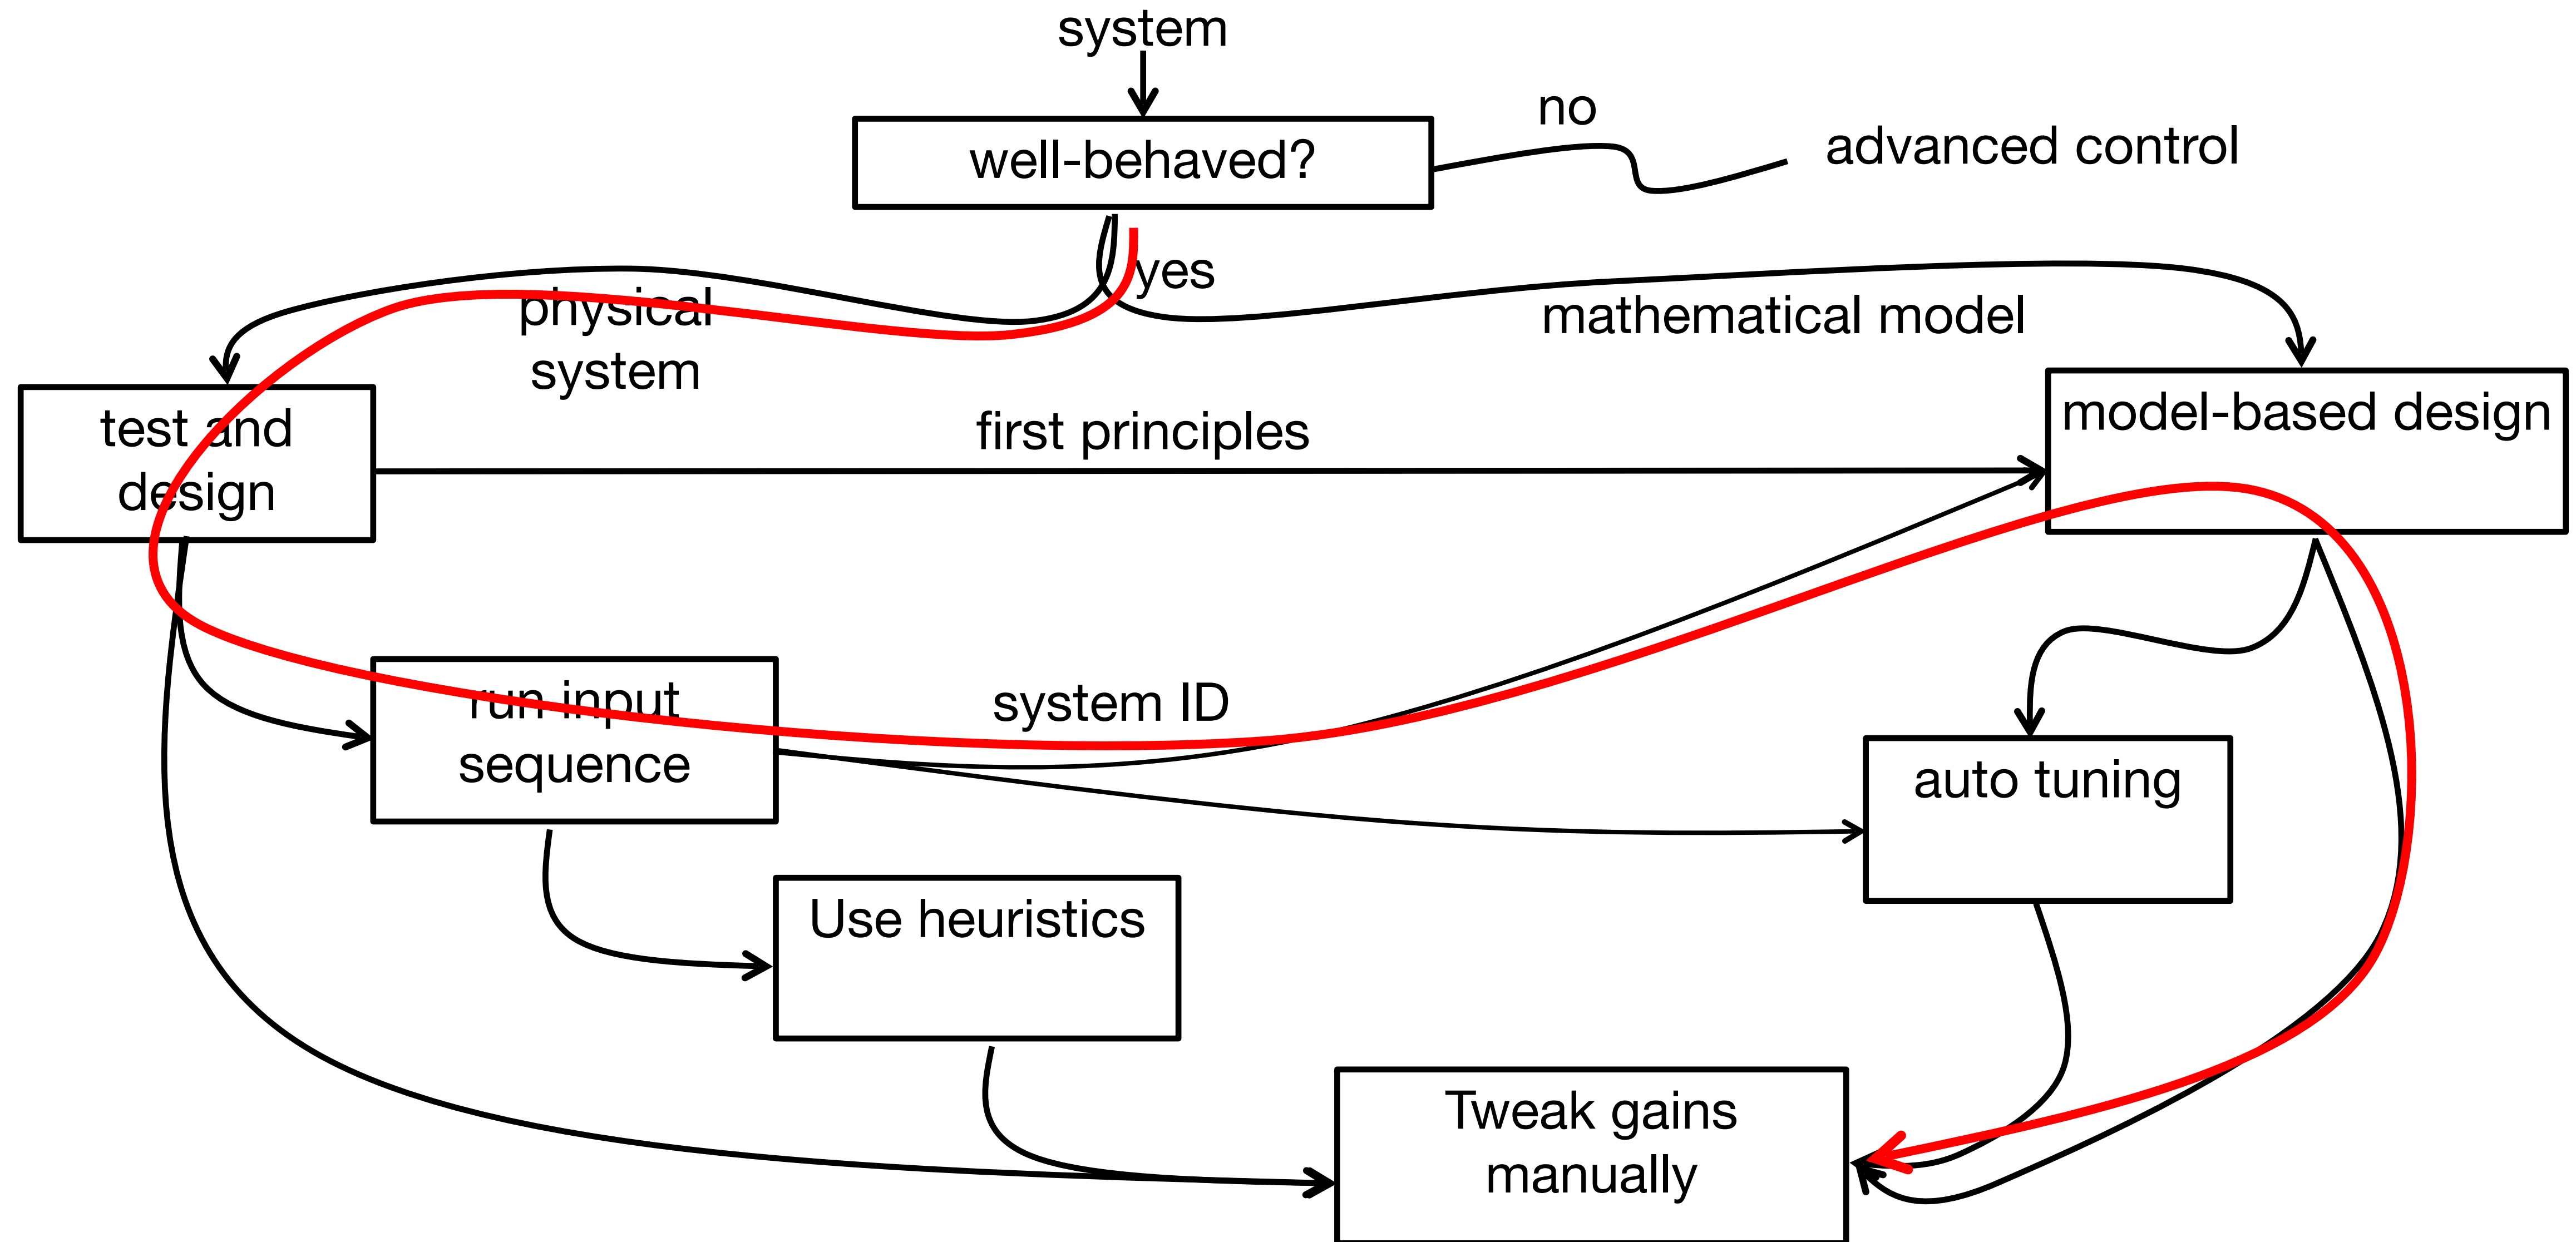 system
no
well-behaved?
advanced control
yes
physical
system
mathematical model
test and
design
first principles
model-based design
run input
sequence
system ID
auto tuning
Use heuristics
Tweak gains
manually